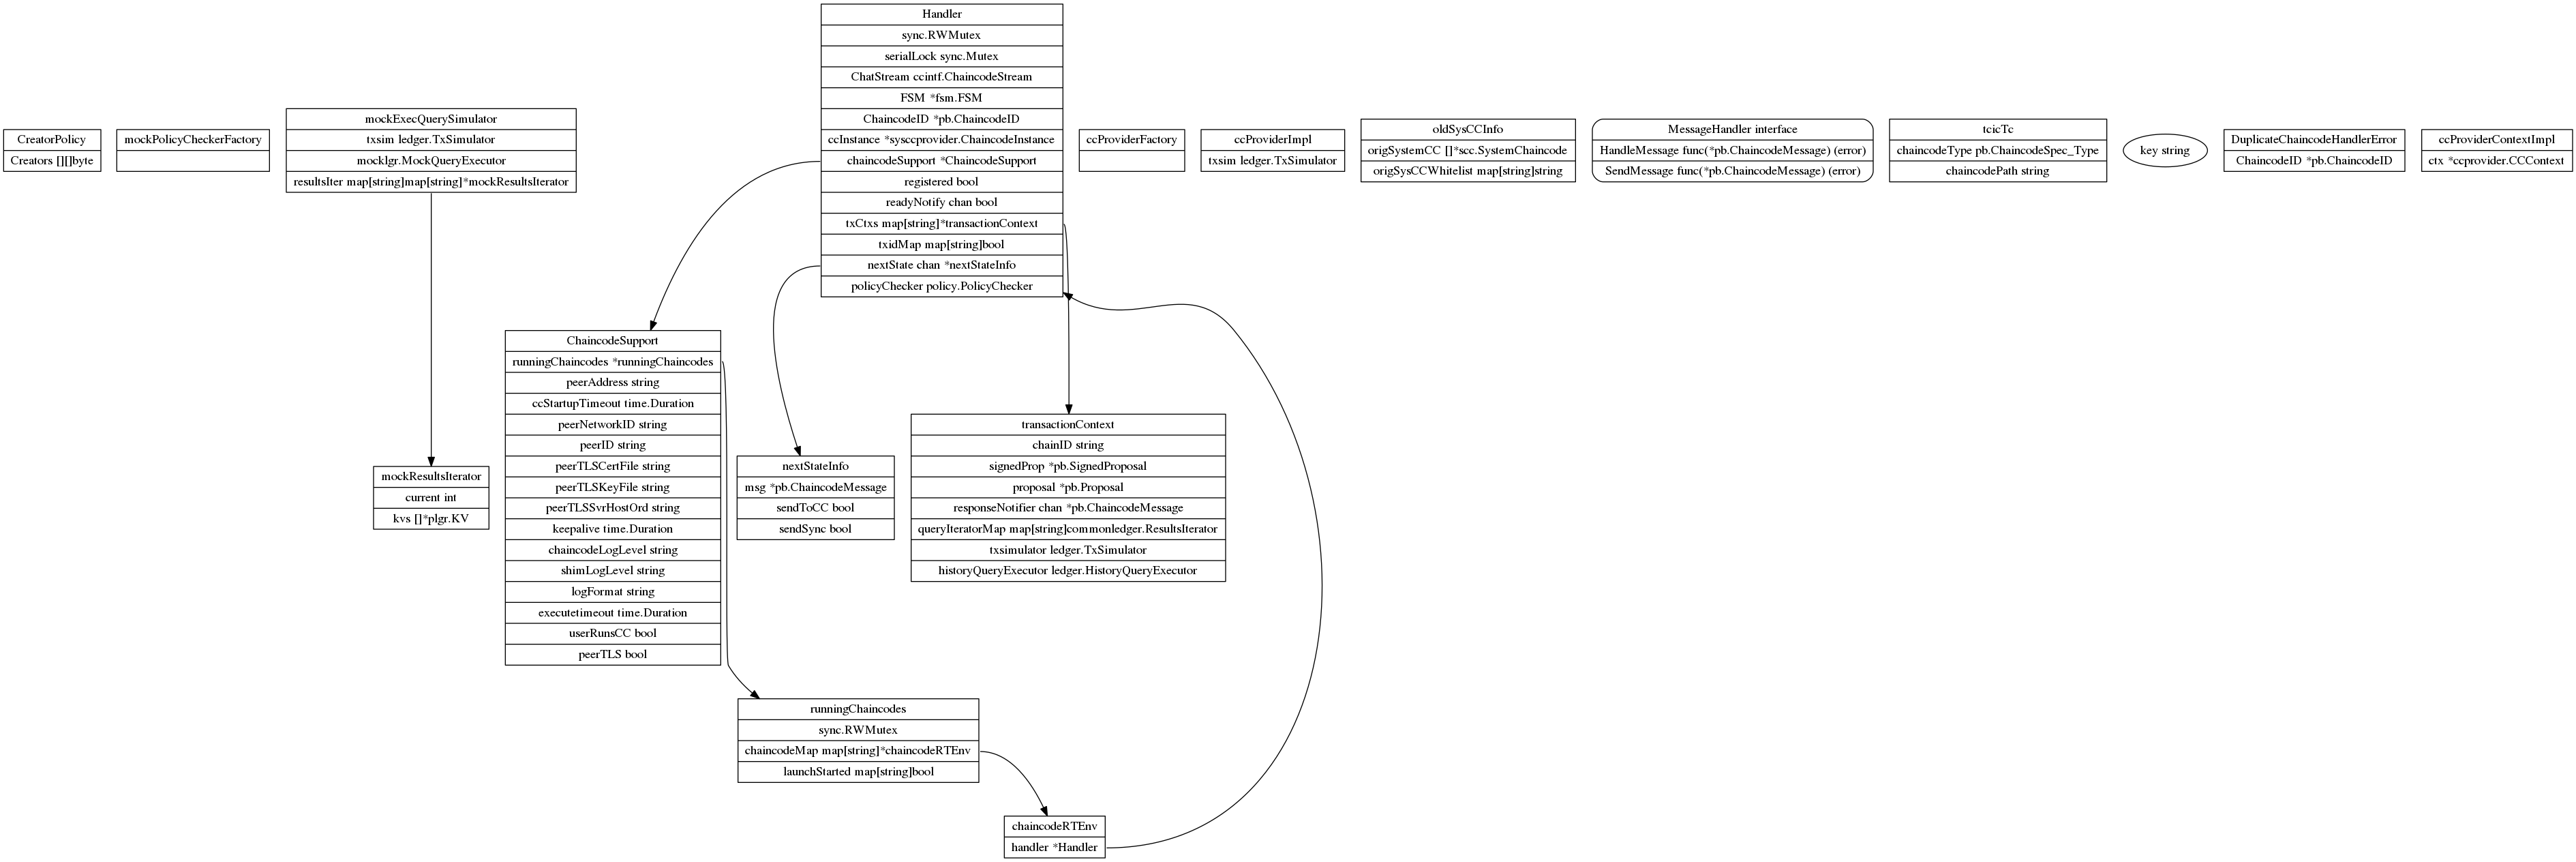 CreatorPolicy
Creators [][]byte
mockPolicyCheckerFactory
mockExecQuerySimulator
txsim ledger.TxSimulator
mocklgr.MockQueryExecutor
resultsIter map[string]map[string]*mockResultsIterator
Handler
sync.RWMutex
serialLock sync.Mutex
ChatStream ccintf.ChaincodeStream
FSM *fsm.FSM
ChaincodeID *pb.ChaincodeID
ccInstance *sysccprovider.ChaincodeInstance
chaincodeSupport *ChaincodeSupport
registered bool
readyNotify chan bool
txCtxs map[string]*transactionContext
txidMap map[string]bool
nextState chan *nextStateInfo
policyChecker policy.PolicyChecker
ccProviderFactory
ccProviderImpl
txsim ledger.TxSimulator
oldSysCCInfo
origSystemCC []*scc.SystemChaincode
origSysCCWhitelist map[string]string
MessageHandler interface
HandleMessage func(*pb.ChaincodeMessage) (error)
SendMessage func(*pb.ChaincodeMessage) (error)
tcicTc
chaincodeType pb.ChaincodeSpec_Type
chaincodePath string
key string
DuplicateChaincodeHandlerError
ChaincodeID *pb.ChaincodeID
ccProviderContextImpl
ctx *ccprovider.CCContext
mockResultsIterator
current int
kvs []*plgr.KV
ChaincodeSupport
runningChaincodes *runningChaincodes
peerAddress string
ccStartupTimeout time.Duration
peerNetworkID string
peerID string
peerTLSCertFile string
peerTLSKeyFile string
peerTLSSvrHostOrd string
keepalive time.Duration
chaincodeLogLevel string
shimLogLevel string
logFormat string
executetimeout time.Duration
userRunsCC bool
peerTLS bool
nextStateInfo
msg *pb.ChaincodeMessage
sendToCC bool
sendSync bool
transactionContext
chainID string
signedProp *pb.SignedProposal
proposal *pb.Proposal
responseNotifier chan *pb.ChaincodeMessage
queryIteratorMap map[string]commonledger.ResultsIterator
txsimulator ledger.TxSimulator
historyQueryExecutor ledger.HistoryQueryExecutor
runningChaincodes
sync.RWMutex
chaincodeMap map[string]*chaincodeRTEnv
launchStarted map[string]bool
chaincodeRTEnv
handler *Handler